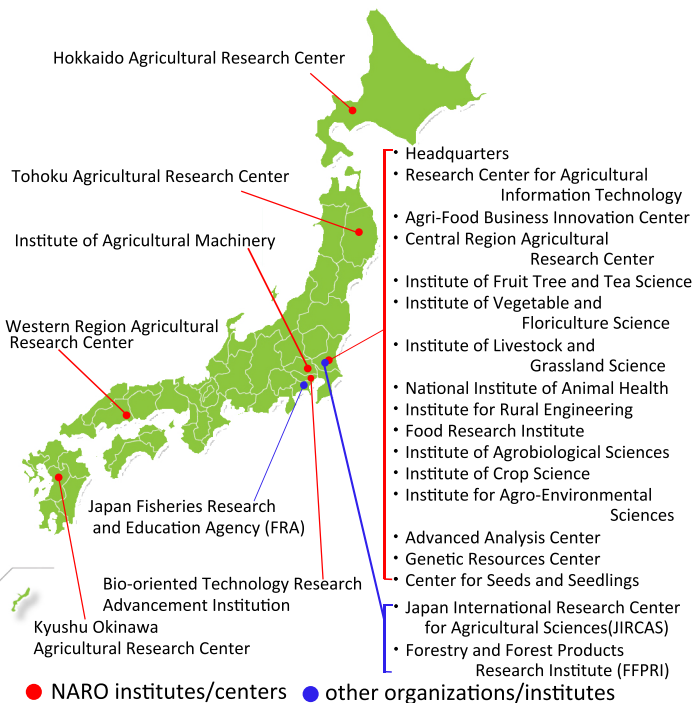 Hokkaido Agricultural Research Center
Tohoku Agricultural Research Center
Institute of Agricultural Machinery
Western Region Agricultural
Research Center
Japan Fisheries Research
and Education Agency (FRA)
Bio-oriented Technology Research
Advancement Institution
Kyushu Okinawa
Agricultural Research Center
・Headquarters
・Research Center for Agricultural
Information Technology
・Agri-Food Business Innovation Center
・Central Region Agricultural
Research Center
・Institute of Fruit Tree and Tea Science
・Institute of Vegetable and
Floriculture Science
・Institute of Livestock and
Grassland Science
・National Institute of Animal Health
・Institute for Rural Engineering
・Food Research Institute
・Institute of Agrobiological Sciences
・Institute of Crop Science
・Institute for Agro-Environmental
Sciences
・Advanced Analysis Center
・Genetic Resources Center
・Center for Seeds and Seedlings
・Japan International Research Center
for Agricultural Sciences(JIRCAS)
・Forestry and Forest Products
Research Institute (FFPRI)
NARO institutes/centers
other organizations/institutes